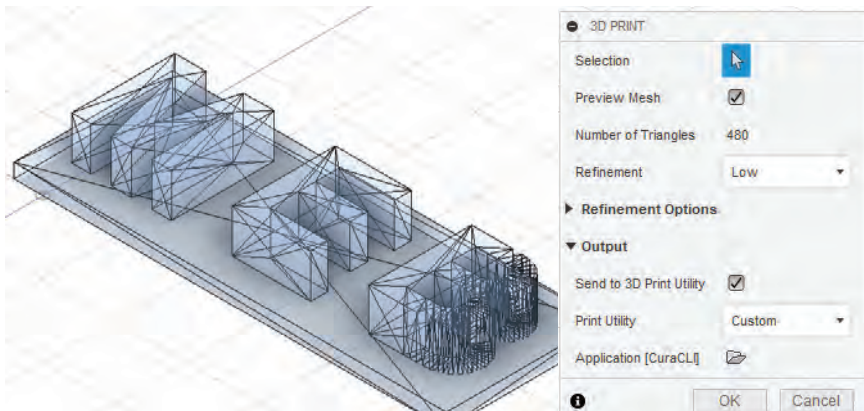 3D PRINT
Selection
Preview Mesh
Number of Triangles 480
Refinement Low
Refinement Options
Output
Send to 3D Print Utility
Print Utility Custom
Application [CuraCLI]
OK Cancel